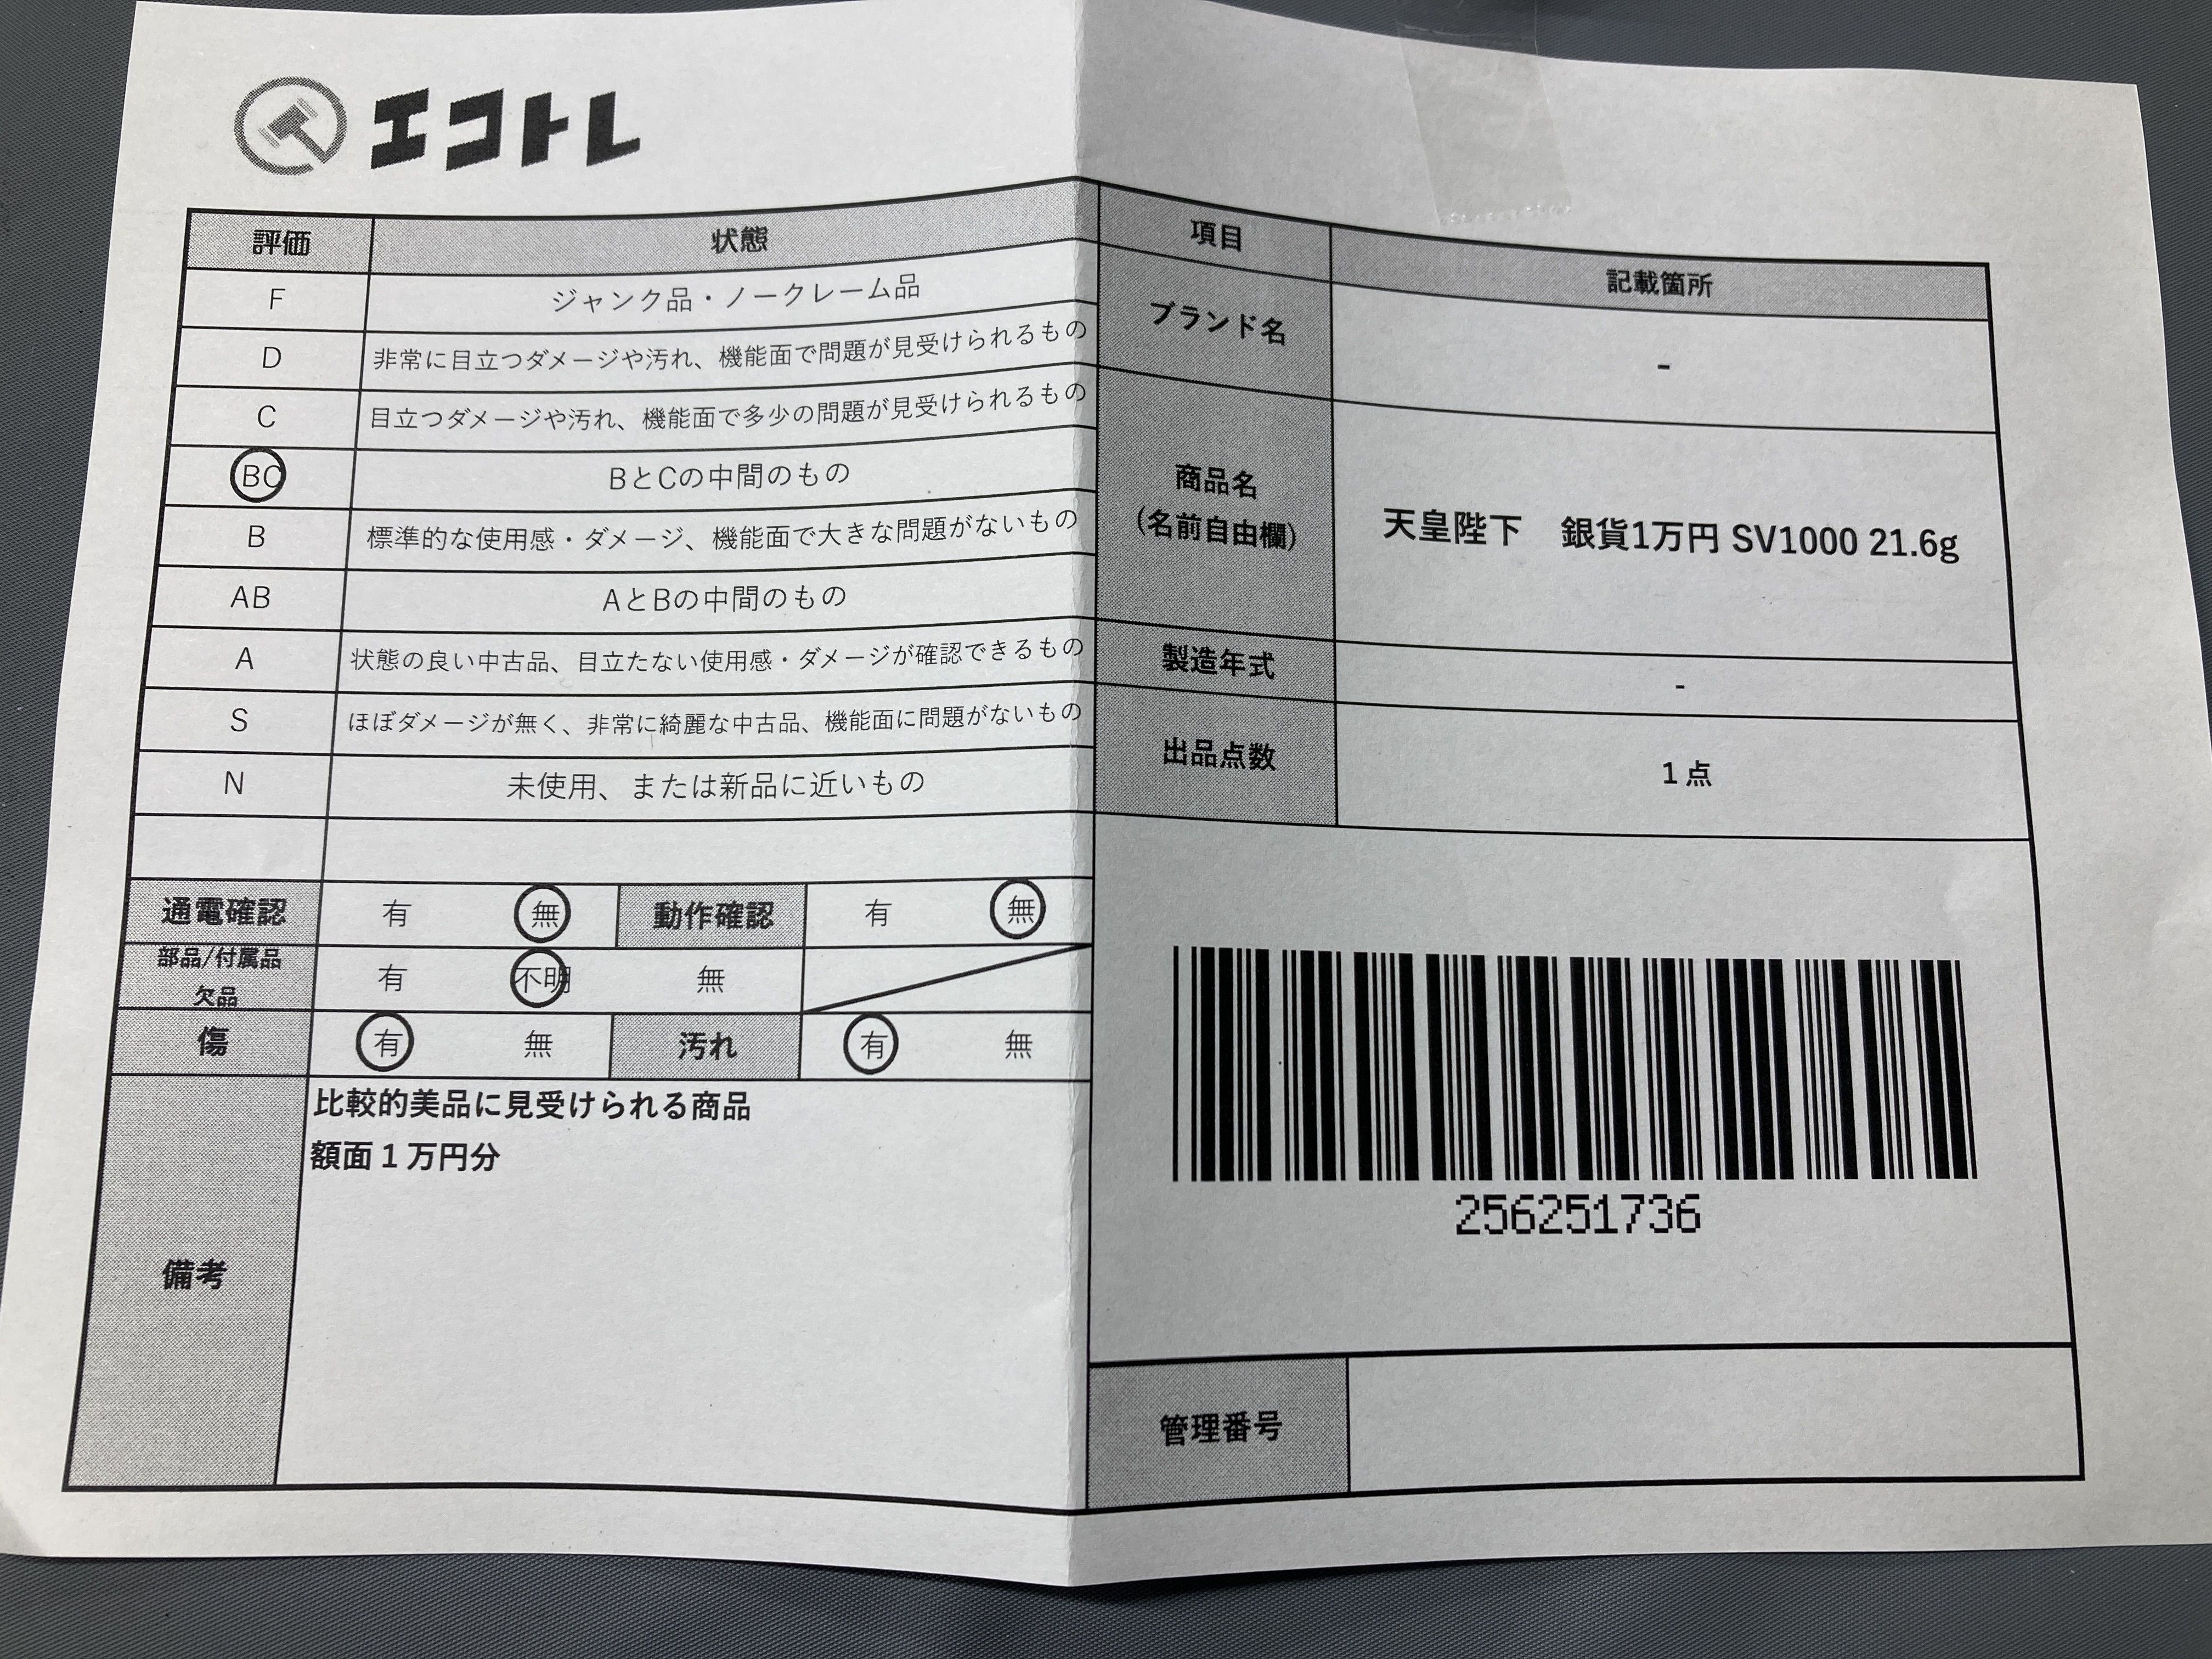 エコトレ
評価 状態
F ジャンク品・ノークレーム品
D 非常に目立つダメージや汚れ、機能面で問題が見受けられるもの
C 目立つダメージや汚れ、機能面で多少の問題が見受けられるもの
BC BとCの中間のもの
B 標準的な使用感・ダメージ、機能面で大きな問題がないもの
AB AとBの中間のもの
A 状態の良い中古品、目立たない使用感・ダメージが確認できるもの
S ほぼダメージが無く、非常に綺麗な中古品、機能面に問題がないもの
N 未使用、または新品に近いもの
通電確認 有 無 動作確認 有 無
部品/付属品
欠品
有 不明 無
傷 有 無 汚れ 有 無
備考
比較的美品に見受けられる商品
額面1万円分
項目 記載箇所
ブランド名 -
商品名
(名前自由欄)
天皇陛下 銀貨1万円 SV1000 21.6g
製造年式 -
出品点数 1点
256251736
管理番号